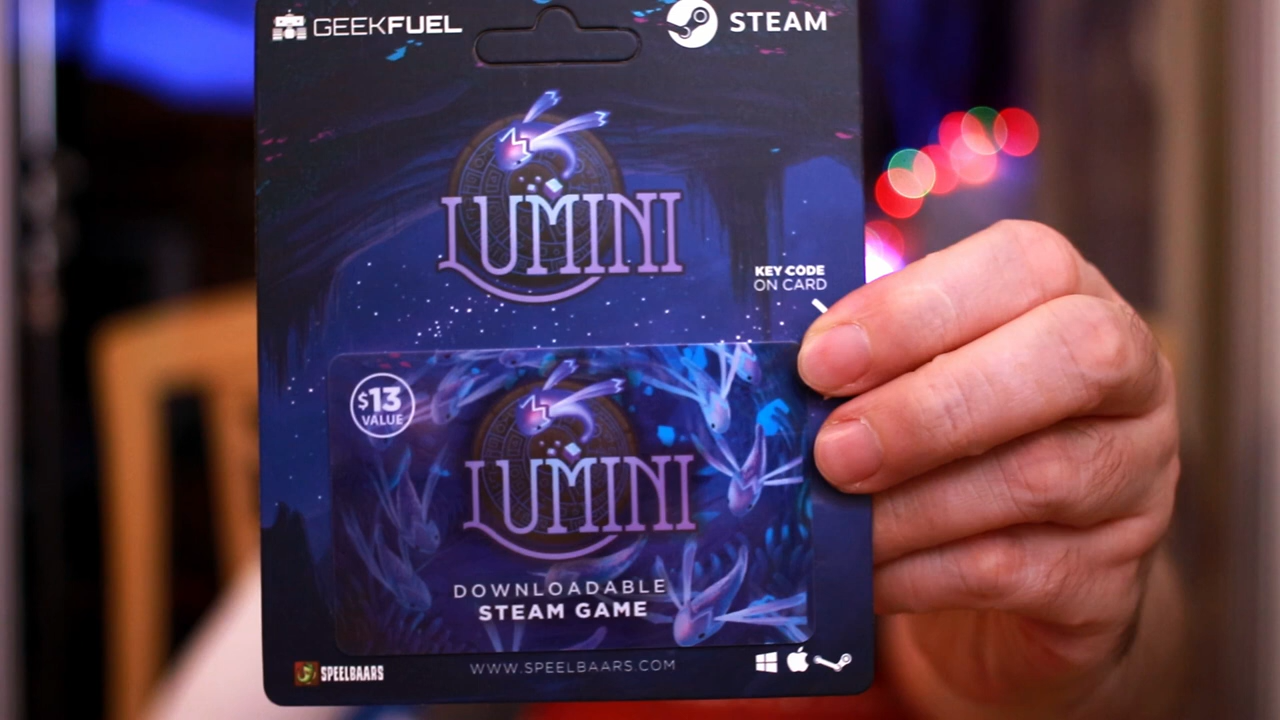 GEEKFUEL
STEAM
LUMINI
KEY CODE
ON CARD
$13
VALUE
LUMINI
DOWNLOADABLE
STEAM GAME
SPEELBAARS
WWW.SPEELBAARS.COM